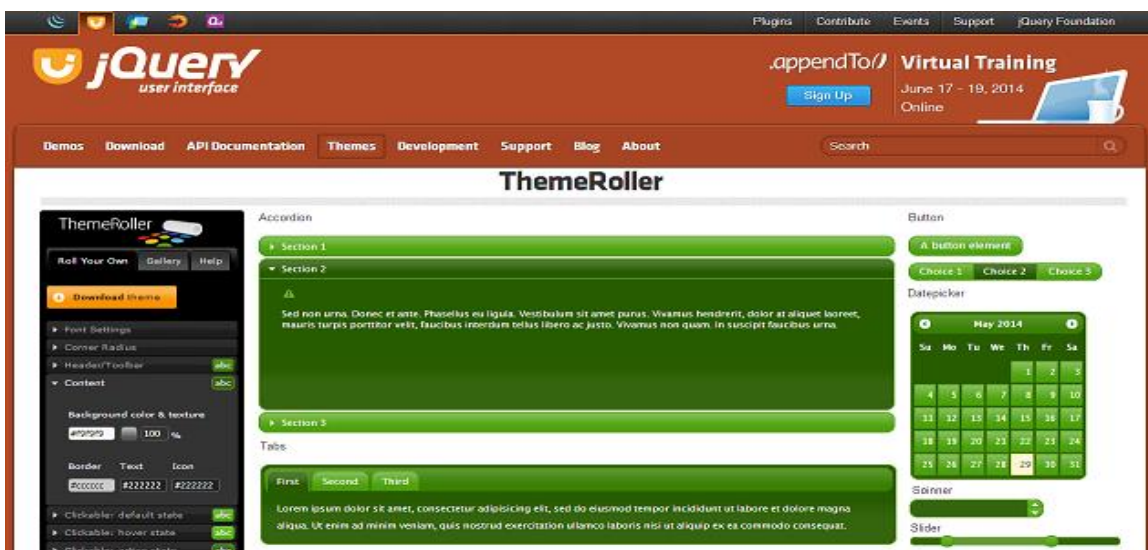 Plugins Contribute Events Support jQuery Foundation
jQuery
user interface
.appendTo()
Sign Up
Virtual Training
June 17 - 19, 2014
Online
Demos Download API Documentation Themes Development Support Blog About Search
ThemeRoller
ThemeRoller
Roll Your Own Gallery Help
Download theme
Font Settings
Corner Radius
Header/Toolbar abc
Content abc
Background color & texture
100 %
Border Text Icon
#cccccc #222222 #222222
Clickable: default state abc
Clickable: hover state abc
Accordion
Section 1
Section 2
Sed non urna. Donec et ante. Phasellus eu ligula. Vestibulum sit amet purus. Vivamus hendrerit, dolor at aliquet laoreet,
mauris turpis porttitor velit, faucibus interdum tellus libero ac justo. Vivamus non quam. In suscipit faucibus urna.
Section 3
Tabs
First Second Third
Lorem ipsum dolor sit amet, consectetur adipisicing elit, sed do eiusmod tempor incididunt ut labore et dolore magna
aliqua. Ut enim ad minim veniam, quis nostrud exercitation ullamco laboris nisi ut aliquip ex ea commodo consequat.
Button
A button element
Choice 1 Choice 2 Choice 3
Datepicker
May 2014
Su Mo Tu We Th Fr Sa
1 2 3
4 5 6 7 8 9 10
11 12 13 14 15 16 17
18 19 20 21 22 23 24
25 26 27 28 29 30 31
Spinner
Slider